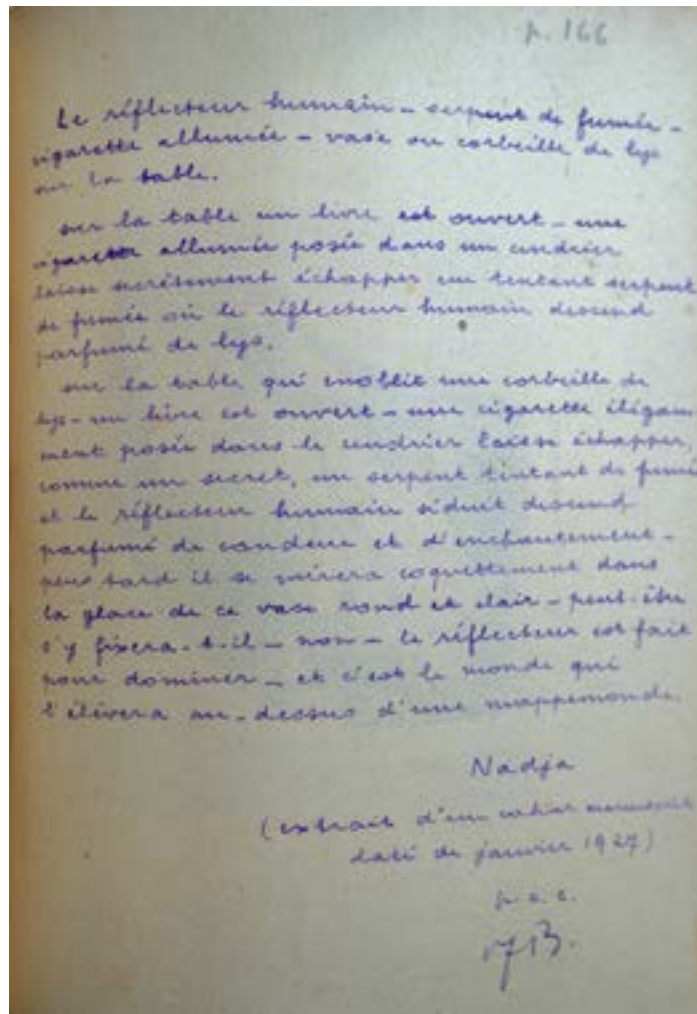 p. 166
Le réflecteur humain – serpent de fumée –
cigarette allumée – vase ou corbeille de lys
sur la table.
sur la table un livre est ouvert – une
cigarette allumée posée dans un cendrier
laisse secrètement échapper un tentant serpent
de fumée où le réflecteur humain descend
parfumé de lys.
sur la table qui ennoblit une corbeille de
lys – un livre est ouvert – une cigarette élégam
ment posée dans le cendrier laisse échapper,
comme un secret, un serpent tentant de fumée
et le réflecteur humain séduit descend
parfumé de candeur et d'enchantement –
plus tard il se mirera coquettement dans
la glace de ce vase rond et clair – peut-être
s'y fixera-t-il – non – le réflecteur est fait
pour dominer – et c'est le monde qui
l'élèvera au-dessus d'une mappemonde.
Nadja
(extrait d'un cahier manuscrit
daté de janvier 1927)
p. c. c.
AB.